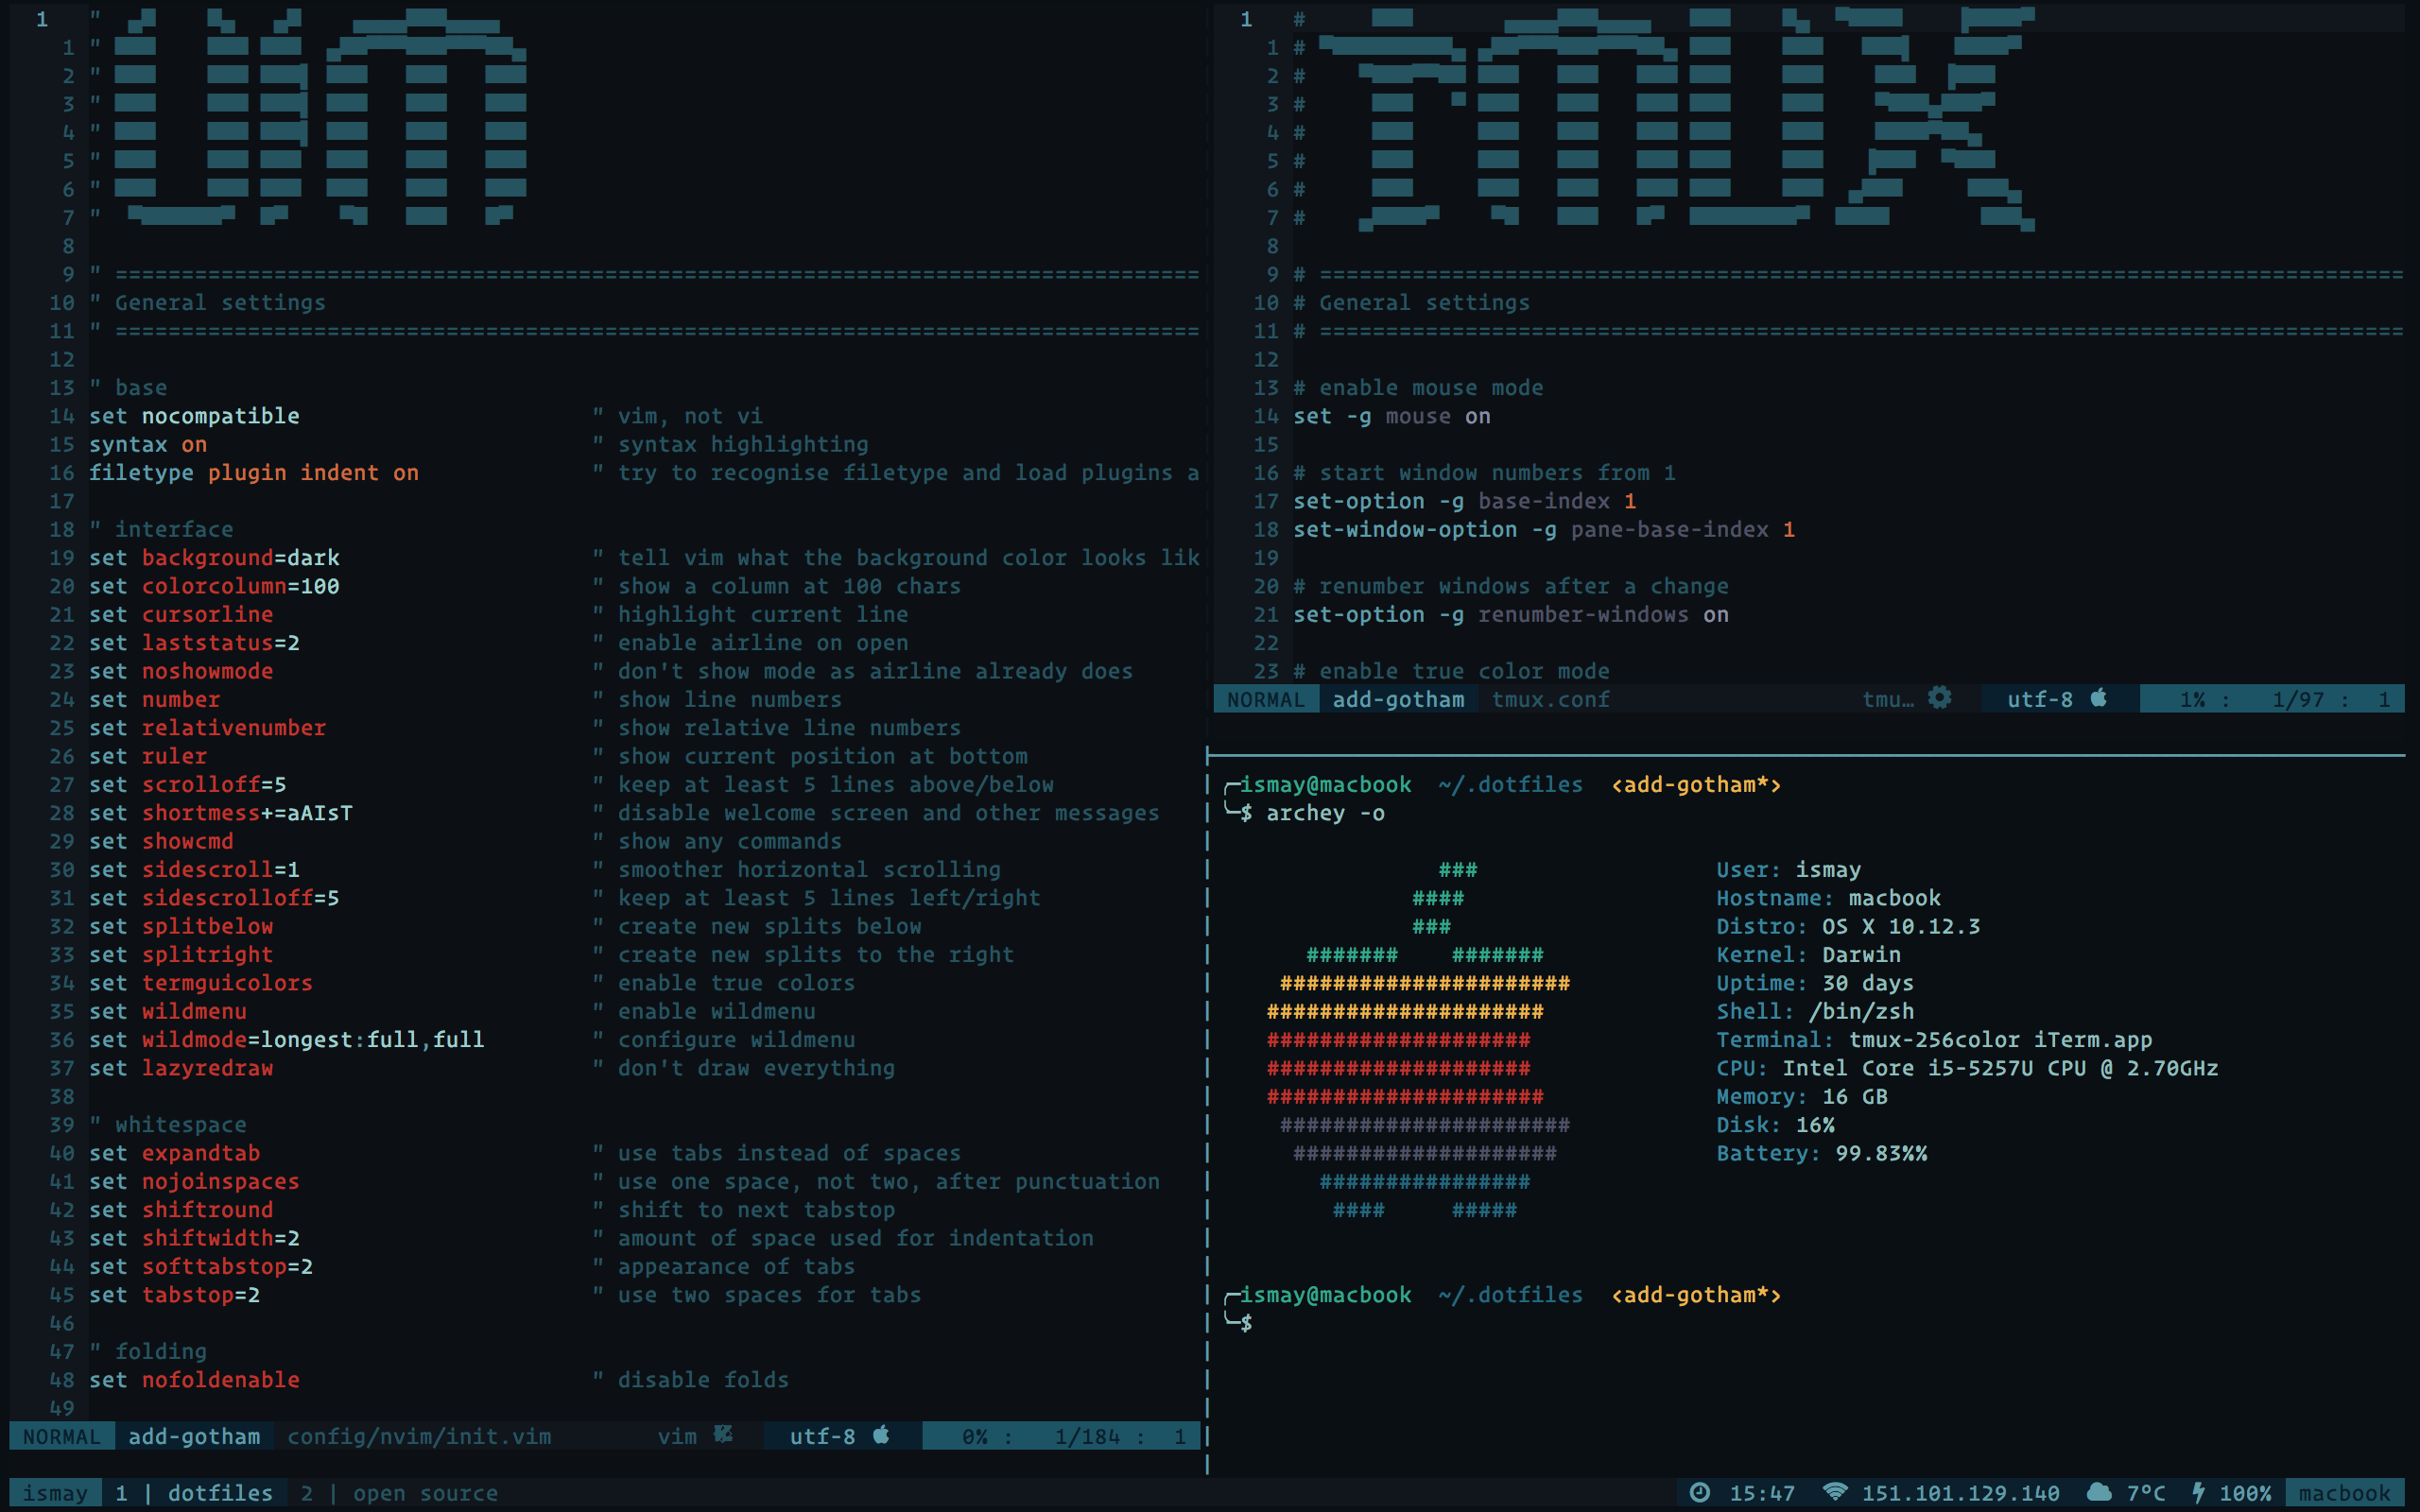 1 "
1 "
2 "
3 "
4 "
5 "
6 "
7 "
8
9 " ==================================================================================
10 " General settings
11 " ==================================================================================
12
13 " base
14 set nocompatible " vim, not vi
15 syntax on " syntax highlighting
16 filetype plugin indent on " try to recognise filetype and load plugins a
17
18 " interface
19 set background=dark " tell vim what the background color looks lik
20 set colorcolumn=100 " show a column at 100 chars
21 set cursorline " highlight current line
22 set laststatus=2 " enable airline on open
23 set noshowmode " don't show mode as airline already does
24 set number " show line numbers
25 set relativenumber " show relative line numbers
26 set ruler " show current position at bottom
27 set scrolloff=5 " keep at least 5 lines above/below
28 set shortmess+=aAIsT " disable welcome screen and other messages
29 set showcmd " show any commands
30 set sidescroll=1 " smoother horizontal scrolling
31 set sidescrolloff=5 " keep at least 5 lines left/right
32 set splitbelow " create new splits below
33 set splitright " create new splits to the right
34 set termguicolors " enable true colors
35 set wildmenu " enable wildmenu
36 set wildmode=longest:full,full " configure wildmenu
37 set lazyredraw " don't draw everything
38
39 " whitespace
40 set expandtab " use tabs instead of spaces
41 set nojoinspaces " use one space, not two, after punctuation
42 set shiftround " shift to next tabstop
43 set shiftwidth=2 " amount of space used for indentation
44 set softtabstop=2 " appearance of tabs
45 set tabstop=2 " use two spaces for tabs
46
47 " folding
48 set nofoldenable " disable folds
49
NORMAL add-gotham config/nvim/init.vim vim utf-8 0% : 1/184 : 1
1 #
1 #
2 #
3 #
4 #
5 #
6 #
7 #
8
9 # ==================================================================================
10 # General settings
11 # ==================================================================================
12
13 # enable mouse mode
14 set -g mouse on
15
16 # start window numbers from 1
17 set-option -g base-index 1
18 set-window-option -g pane-base-index 1
19
20 # renumber windows after a change
21 set-option -g renumber-windows on
22
23 # enable true color mode
NORMAL add-gotham tmux.conf tmu… utf-8 1% : 1/97 : 1
╭─ismay@macbook ~/.dotfiles ‹add-gotham*›
╰─$ archey -o
### User: ismay
#### Hostname: macbook
### Distro: OS X 10.12.3
####### ####### Kernel: Darwin
###################### Uptime: 30 days
##################### Shell: /bin/zsh
#################### Terminal: tmux-256color iTerm.app
#################### CPU: Intel Core i5-5257U CPU @ 2.70GHz
##################### Memory: 16 GB
###################### Disk: 16%
#################### Battery: 99.83%%
################
#### #####
╭─ismay@macbook ~/.dotfiles ‹add-gotham*›
╰─$
ismay 1 | dotfiles 2 | open source 15:47 151.101.129.140 7°C 100% macbook